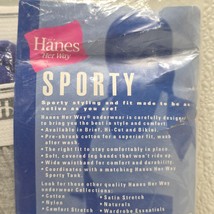 Hanes
Her Way
SPORTY
Sporty styling and fit made to be as
active as you are!
Hanes Her Way® underwear is carefully designed
to bring you the best in style and comfort.
• Available in Brief, Hi-Cut and Bikini.
• Pre-shrunk cotton for a superior fit, wash
after wash.
• The right fit to stay comfortably in place.
• Soft, covered leg bands that won't ride up.
• Wide waistband for comfort and durability.
• Coordinates with a matching Hanes Her Way
Sporty Tank.
Look for these other quality Hanes Her Way
underwear Collections:
• Cotton
• Nylon
• Comfort Stretch
• Satin Stretch
• Naturals
• Wardrobe Essentials